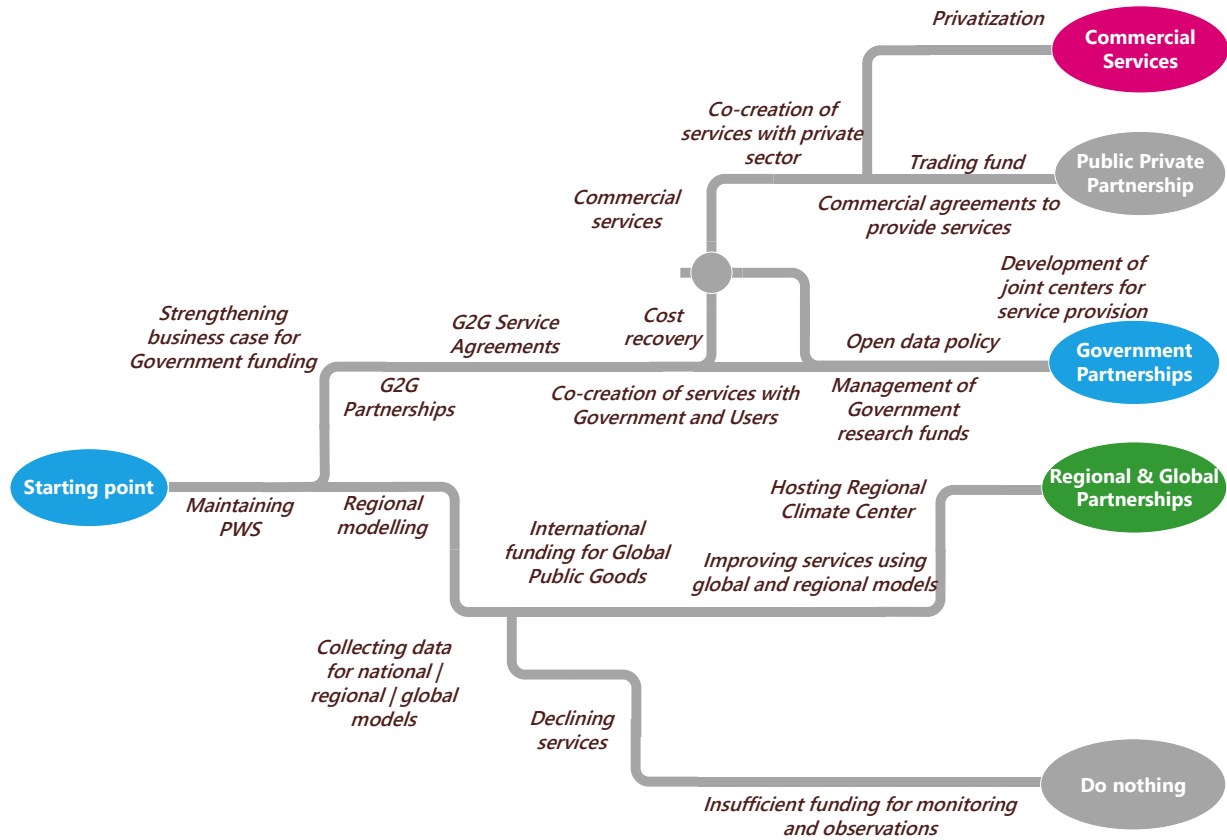 Privatization
Commercial
Services
Co-creation of
services with private
sector
Trading fund
Public Private
Partnership
Commercial
services
Commercial agreements to
provide services
Development of
joint centers for
service provision
Strengthening
business case for
Government funding
G2G Service
Agreements
Cost
recovery
Open data policy
Government
Partnerships
G2G
Partnerships
Co-creation of services with
Government and Users
Management of
Government
research funds
Starting point
Maintaining
PWS
Regional
modelling
Hosting Regional
Climate Center
Regional & Global
Partnerships
International
funding for Global
Public Goods
Improving services using
global and regional models
Collecting data
for national |
regional | global
models
Declining
services
Do nothing
Insufficient funding for monitoring
and observations